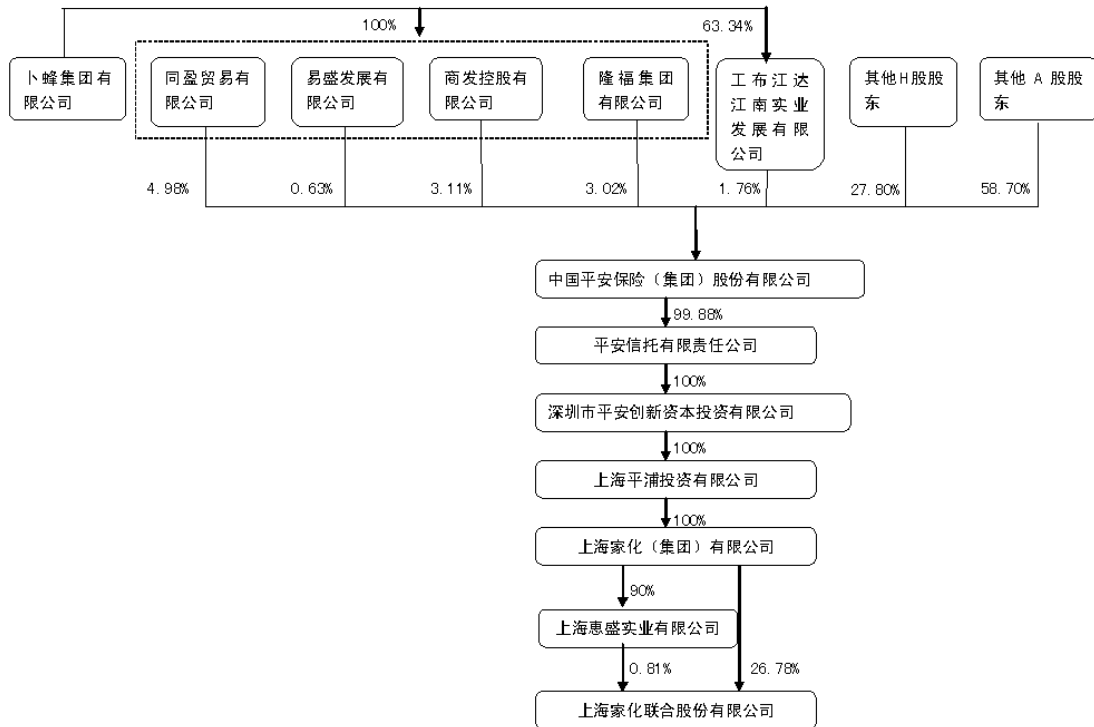 100%
63.34%
卜蜂集团有
限公司
同盈贸易有
限公司
易盛发展有
限公司
商发控股有
限公司
隆福集团
有限公司
工布江达
江南实业
发展有限
公司
其他H股股
东
其他 A 股股
东
4.98%
0.63%
3.11%
3.02%
1.76%
27.80%
58.70%
中国平安保险（集团）股份有限公司
99.88%
平安信托有限责任公司
100%
深圳市平安创新资本投资有限公司
100%
上海平浦投资有限公司
100%
上海家化（集团）有限公司
90%
上海惠盛实业有限公司
0.81%
26.78%
上海家化联合股份有限公司